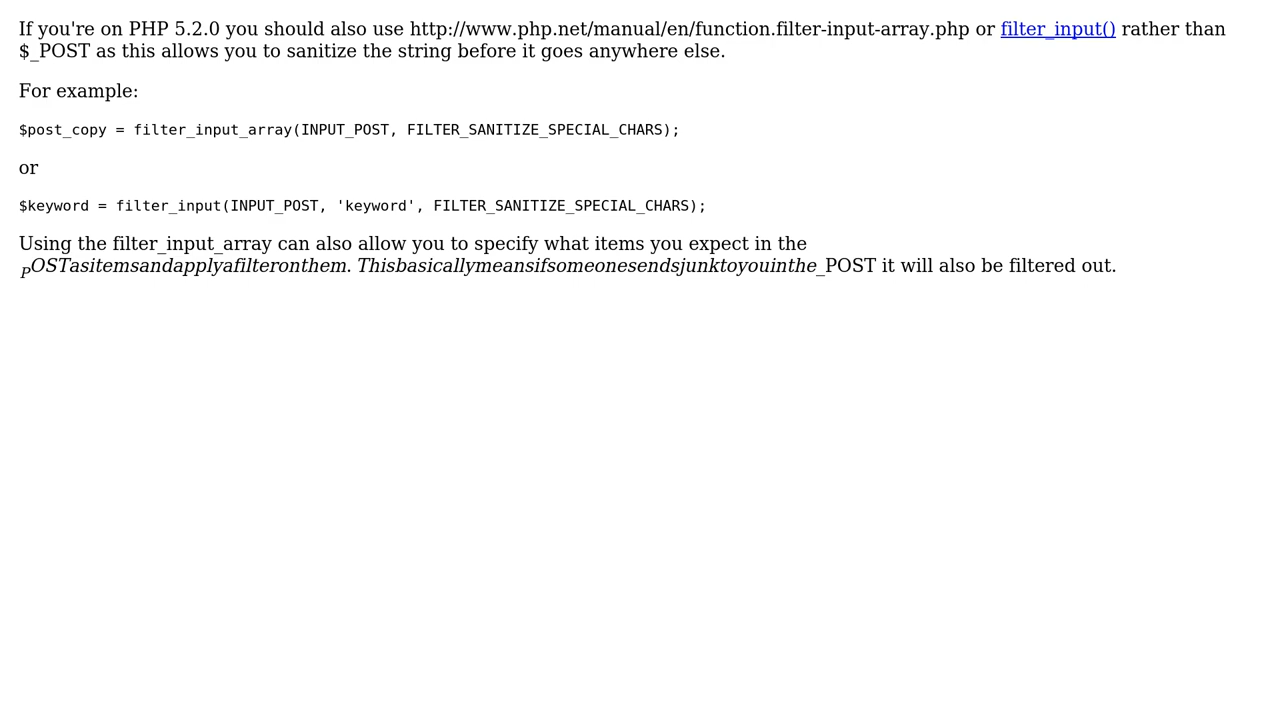 If you're on PHP 5.2.0 you should also use http://www.php.net/manual/en/function.filter-input-array.php or filter_input() rather than
$_POST as this allows you to sanitize the string before it goes anywhere else.
For example:
$post_copy = filter_input_array(INPUT_POST, FILTER_SANITIZE_SPECIAL_CHARS);
or
$keyword = filter_input(INPUT_POST, 'keyword', FILTER_SANITIZE_SPECIAL_CHARS);
Using the filter_input_array can also allow you to specify what items you expect in the
POSTasitemsandapplyafilteronthem. Thisbasicallymeansifsomeonesendsjunktoyouinthe_POST it will also be filtered out.